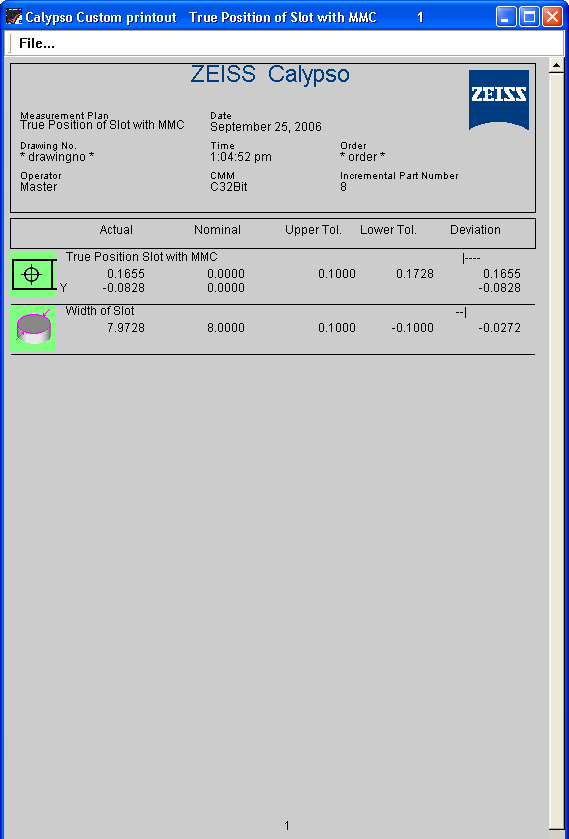 Calypso Custom printout True Position of Slot with MMC 1
File...
ZEISS Calypso
ZEISS
Measurement Plan
True Position of Slot with MMC
Date
September 25, 2006
Drawing No.
* drawingno *
Time
1:04:52 pm
Order
* order *
Operator
Master
CMM
C32Bit
Incremental Part Number
8
Actual Nominal Upper Tol. Lower Tol. Deviation
True Position Slot with MMC |----
0.1655 0.0000 0.1000 0.1728 0.1655
Y -0.0828 0.0000 -0.0828
Width of Slot --|
7.9728 8.0000 0.1000 -0.1000 -0.0272
1